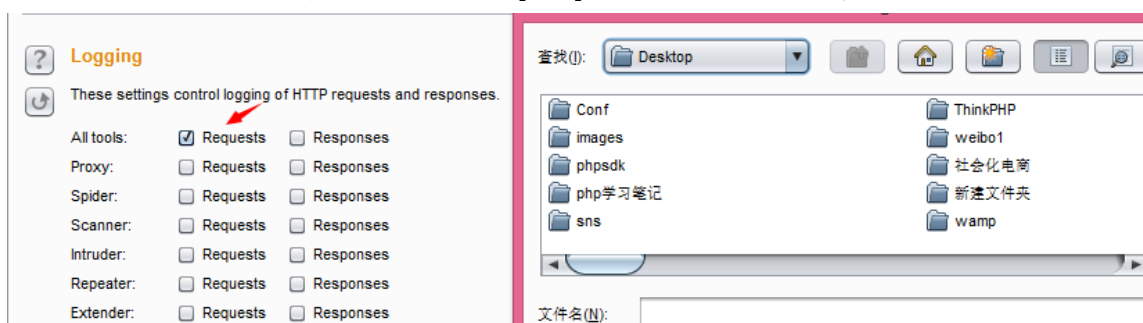 Logging
These settings control logging of HTTP requests and responses.
All tools: Requests Responses
Proxy: Requests Responses
Spider: Requests Responses
Scanner: Requests Responses
Intruder: Requests Responses
Repeater: Requests Responses
Extender: Requests Responses
查找(I): Desktop
Conf ThinkPHP
images weibo1
phpsdk 社会化电商
php学习笔记 新建文件夹
sns wamp
文件名(N):